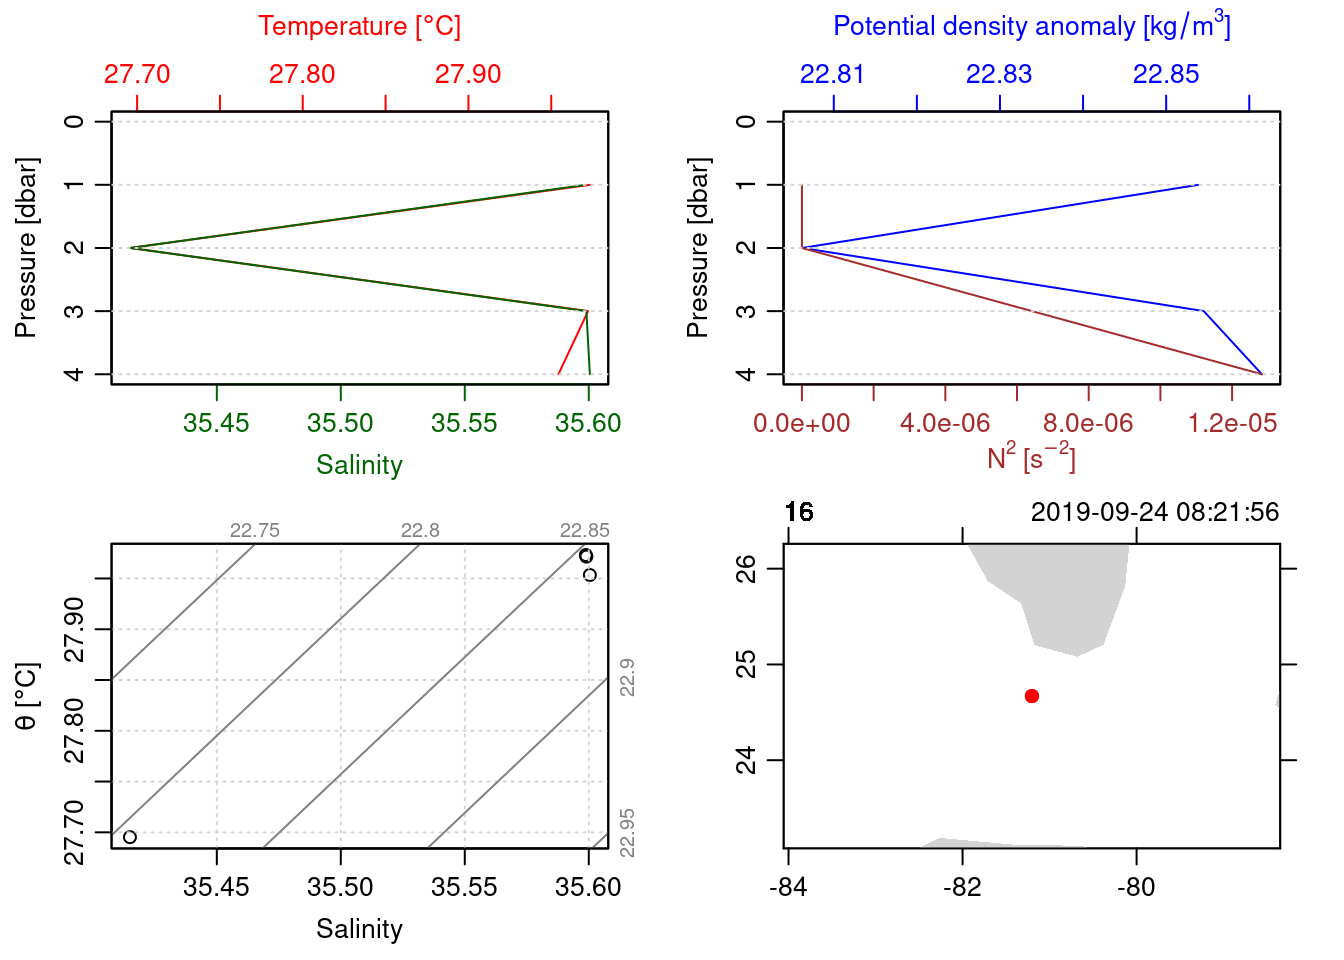 Temperature [°C]
27.70 27.80 27.90
Pressure [dbar]
0 1 2 3 4
35.45 35.50 35.55 35.60
Salinity
Potential density anomaly [kg/m³]
22.81 22.83 22.85
Pressure [dbar]
0 1 2 3 4
0.0e+00 4.0e-06 8.0e-06 1.2e-05
N² [s⁻²]
22.75 22.8 22.85
22.9
22.95
θ [°C]
27.90
27.80
27.70
35.45 35.50 35.55 35.60
Salinity
16 2019-09-24 08:21:56
26
25
24
-84 -82 -80